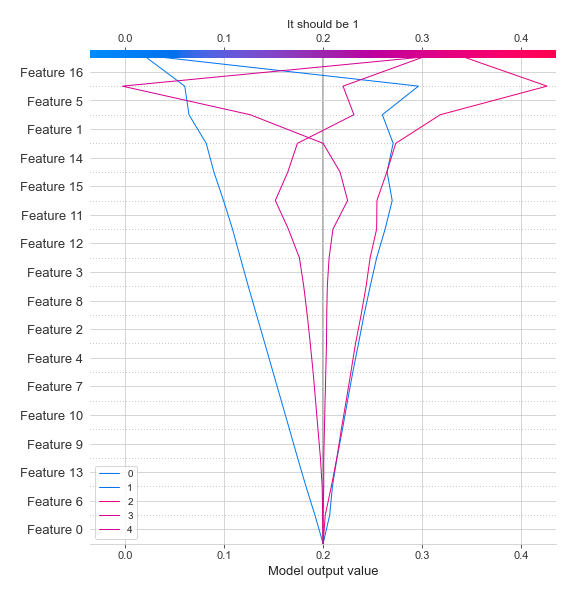 It should be 1
0.0 0.1 0.2 0.3 0.4
Feature 16
Feature 5
Feature 1
Feature 14
Feature 15
Feature 11
Feature 12
Feature 3
Feature 8
Feature 2
Feature 4
Feature 7
Feature 10
Feature 9
Feature 13
Feature 6
Feature 0
0
1
2
3
4
0.0 0.1 0.2 0.3 0.4
Model output value